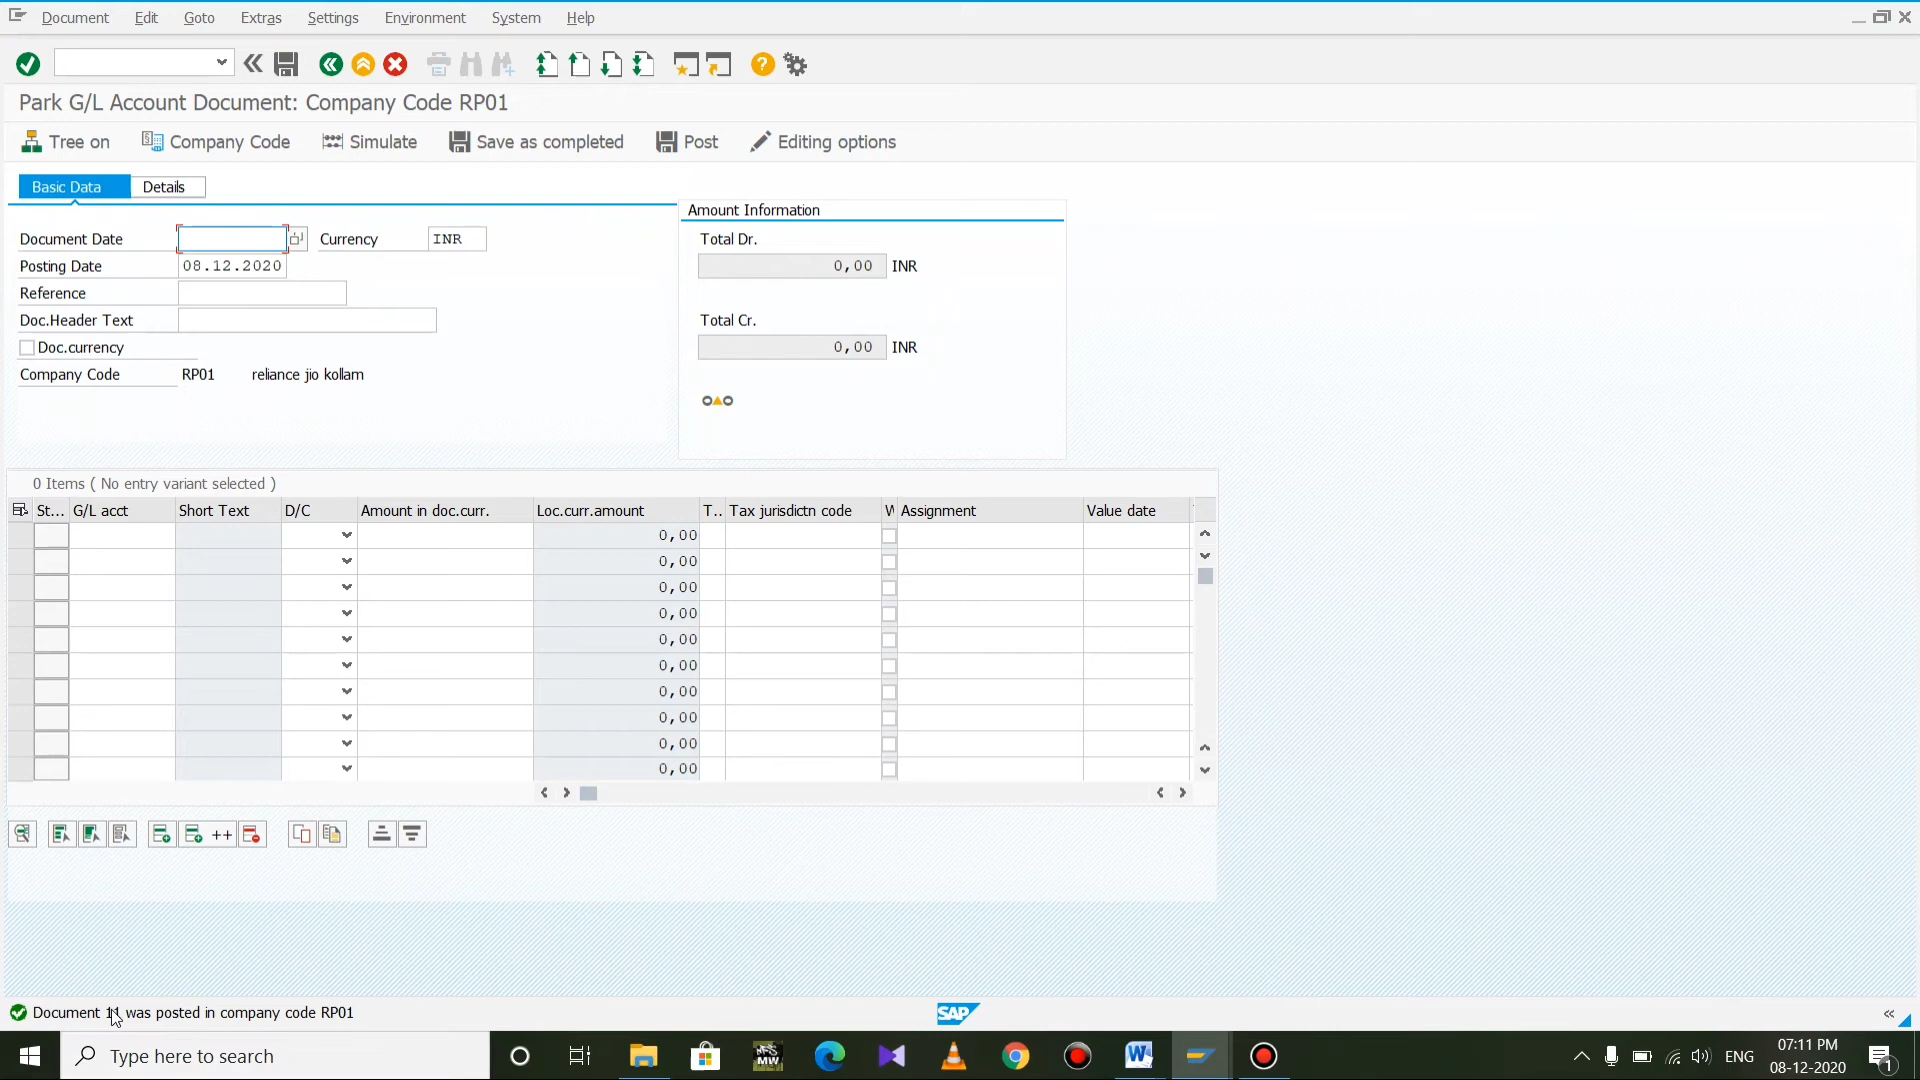 Document Edit Goto Extras Settings Environment System Help
Park G/L Account Document: Company Code RP01
Tree on Company Code Simulate Save as completed Post Editing options
Basic Data Details
Amount Information
Document Date Currency INR Total Dr.
Posting Date 08.12.2020 0,00 INR
Reference
Doc.Header Text Total Cr.
Doc.currency 0,00 INR
Company Code RP01 reliance jio kollam
0 Items ( No entry variant selected )
St... G/L acct Short Text D/C Amount in doc.curr. Loc.curr.amount T.. Tax jurisdictn code W Assignment Value date
0,00
0,00
0,00
0,00
0,00
0,00
0,00
0,00
0,00
0,00
++
Document 11 was posted in company code RP01
SAP
Type here to search
MW
ENG
07:11 PM
08-12-2020
1